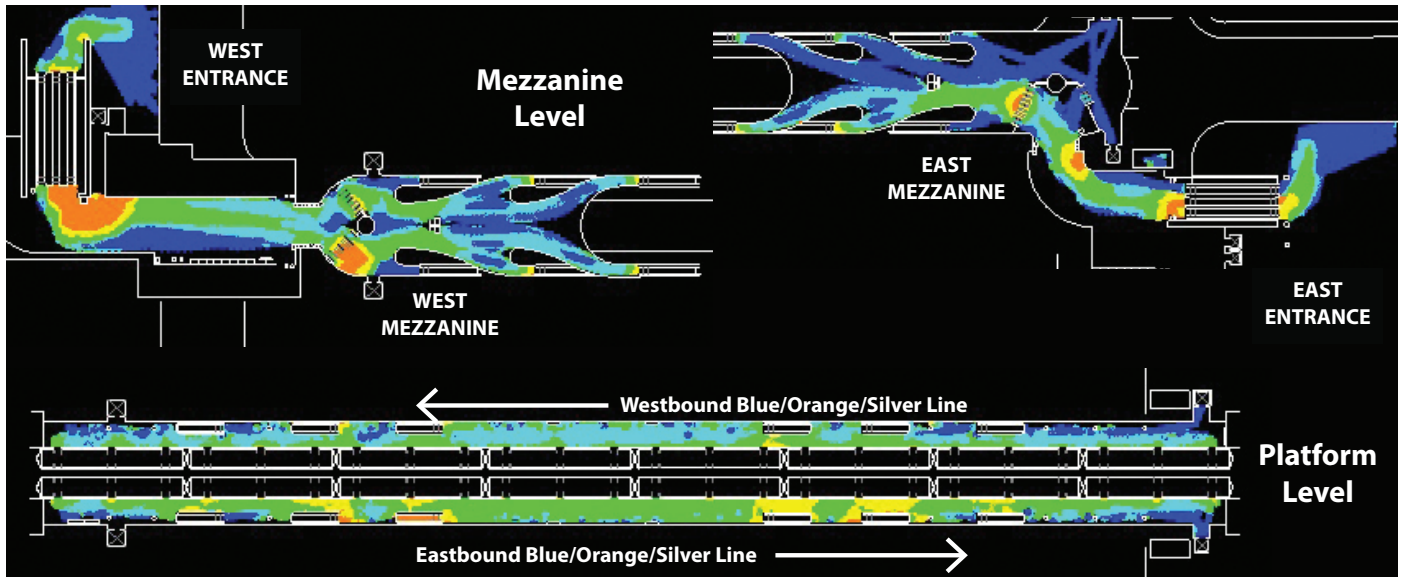 WEST
ENTRANCE
Mezzanine
Level
WEST
MEZZANINE
EAST
MEZZANINE
EAST
ENTRANCE
Westbound Blue/Orange/Silver Line
Platform
Level
Eastbound Blue/Orange/Silver Line